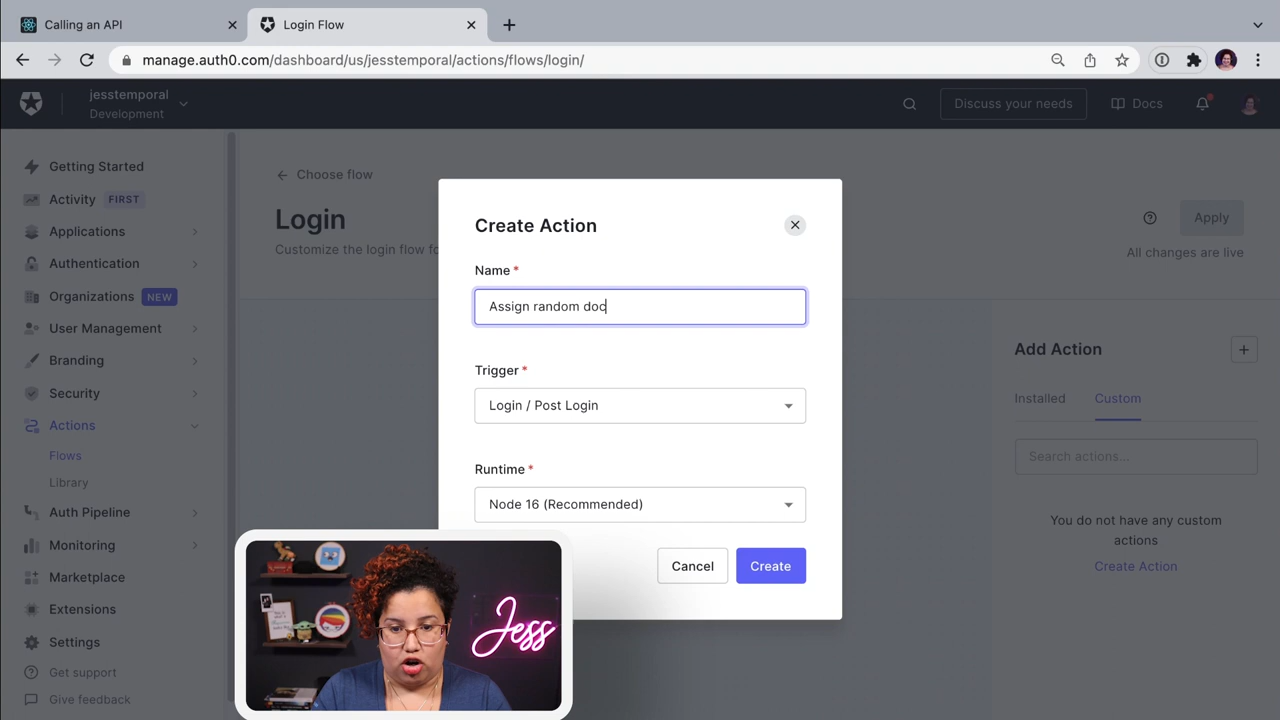 Calling an API
Login Flow
manage.auth0.com/dashboard/us/jesstemporal/actions/flows/login/
jesstemporal
Development
Discuss your needs
Docs
Getting Started
Activity FIRST
Applications
Authentication
Organizations NEW
User Management
Branding
Security
Actions
Flows
Library
Auth Pipeline
Monitoring
Marketplace
Extensions
Settings
Get support
Give feedback
Choose flow
Login
Customize the login flow fo
Apply
All changes are live
Create Action
Name *
Assign random doc
Trigger *
Login / Post Login
Runtime *
Node 16 (Recommended)
Cancel
Create
Add Action
Installed
Custom
Search actions...
You do not have any custom
actions
Create Action
Jess